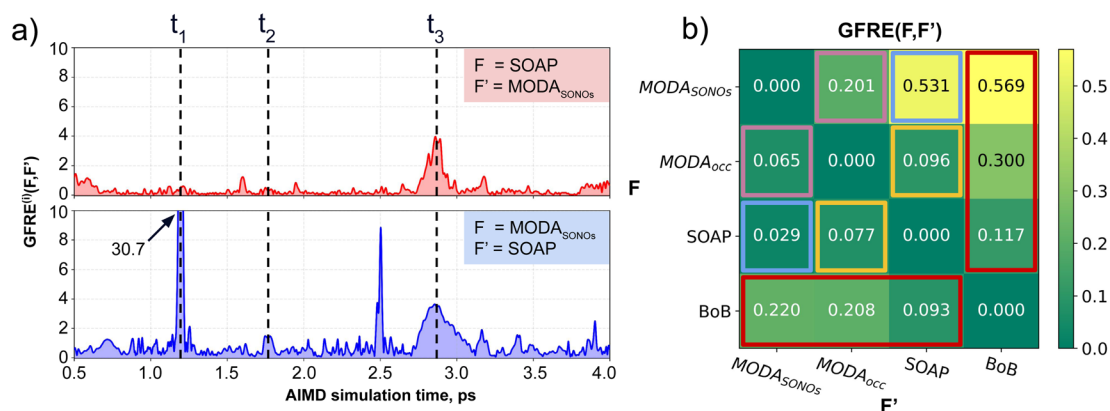 a)
t1 t2 t3
10
8
6
4
2
0
F = SOAP
F' = MODASONOs
GFRE(i)(F,F')
10
8
6
4
2
0
30.7
F = MODASONOs
F' = SOAP
0.5 1.0 1.5 2.0 2.5 3.0 3.5 4.0
AIMD simulation time, ps
b)
GFRE(F,F')
MODASONOs 0.000 0.201 0.531 0.569
MODAocc 0.065 0.000 0.096 0.300
F
SOAP 0.029 0.077 0.000 0.117
BoB 0.220 0.208 0.093 0.000
MODASONOs MODAocc SOAP BoB
F'
0.5
0.4
0.3
0.2
0.1
0.0